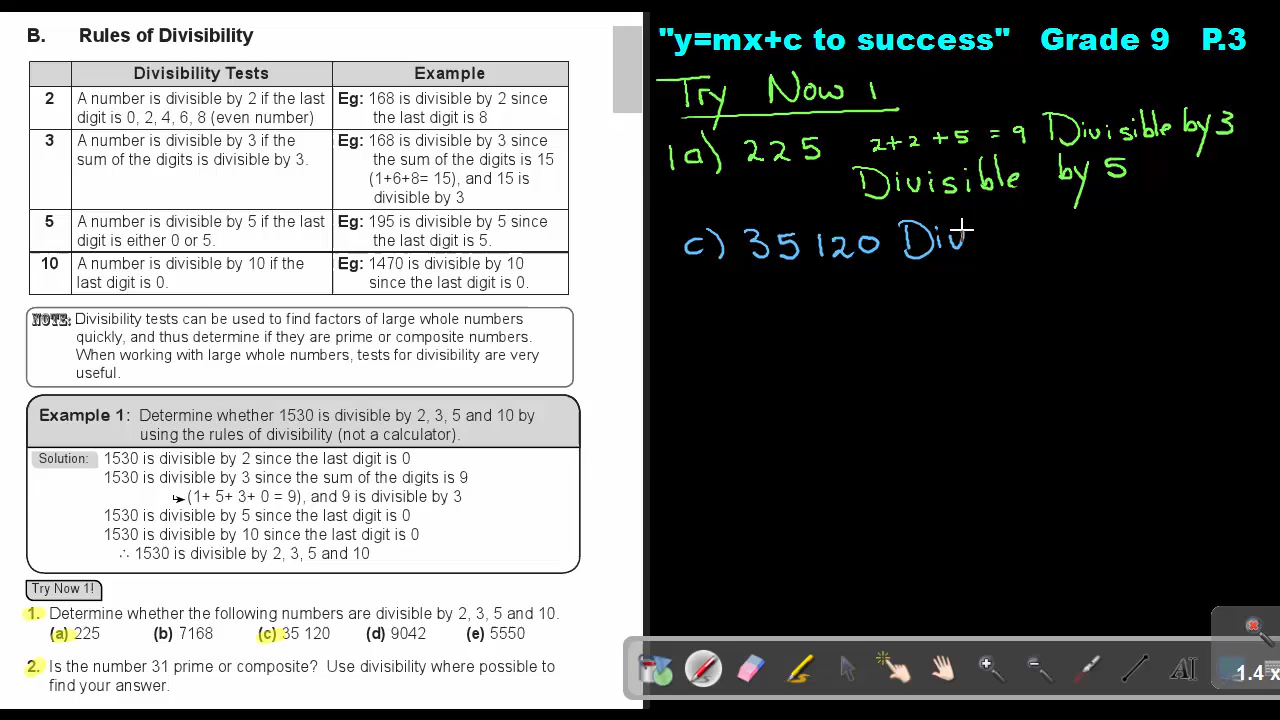 B. Rules of Divisibility
Divisibility Tests Example
2 A number is divisible by 2 if the last Eg: 168 is divisible by 2 since
digit is 0, 2, 4, 6, 8 (even number) the last digit is 8
3 A number is divisible by 3 if the Eg: 168 is divisible by 3 since
sum of the digits is divisible by 3. the sum of the digits is 15
(1+6+8= 15), and 15 is
divisible by 3
5 A number is divisible by 5 if the last Eg: 195 is divisible by 5 since
digit is either 0 or 5. the last digit is 5.
10 A number is divisible by 10 if the Eg: 1470 is divisible by 10
last digit is 0. since the last digit is 0.
NOTE: Divisibility tests can be used to find factors of large whole numbers
quickly, and thus determine if they are prime or composite numbers.
When working with large whole numbers, tests for divisibility are very
useful.
Example 1: Determine whether 1530 is divisible by 2, 3, 5 and 10 by
using the rules of divisibility (not a calculator).
Solution: 1530 is divisible by 2 since the last digit is 0
1530 is divisible by 3 since the sum of the digits is 9
(1+ 5+ 3+ 0 = 9), and 9 is divisible by 3
1530 is divisible by 5 since the last digit is 0
1530 is divisible by 10 since the last digit is 0
∴ 1530 is divisible by 2, 3, 5 and 10
Try Now 1!
1. Determine whether the following numbers are divisible by 2, 3, 5 and 10.
(a) 225 (b) 7168 (c) 35 120 (d) 9042 (e) 5550
2. Is the number 31 prime or composite? Use divisibility where possible to
find your answer.
"y=mx+c to success" Grade 9 P.3
Try Now 1
1a) 225 2+2+5 = 9 Divisible by 3
Divisible by 5
c) 35 120 Div
AI
1.4 x